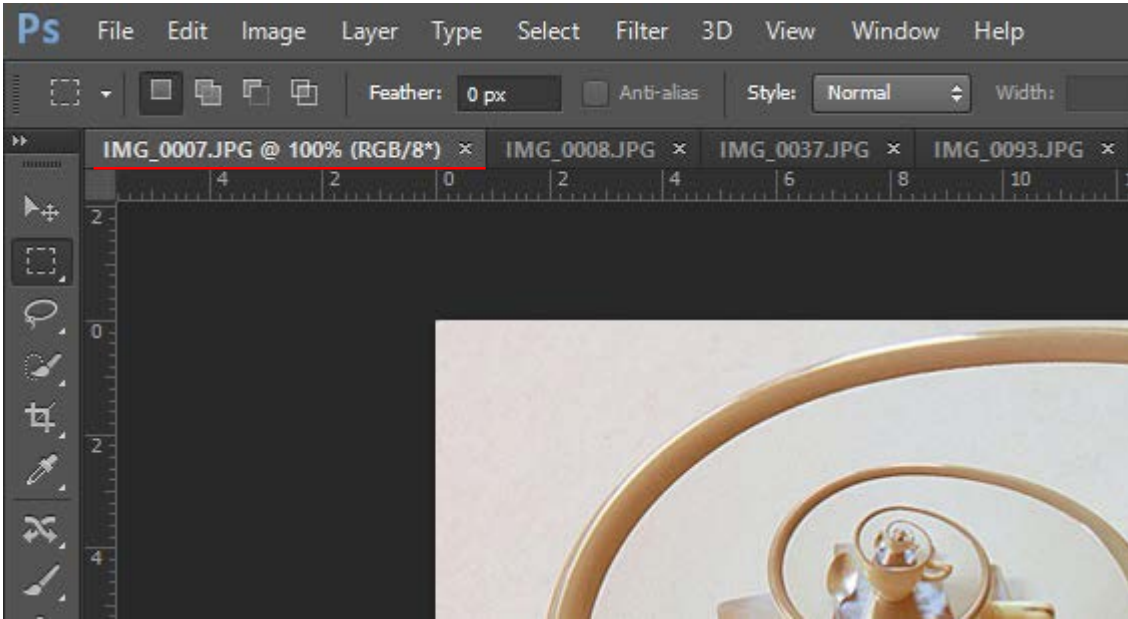 Ps File Edit Image Layer Type Select Filter 3D View Window Help
Feather: 0 px Anti-alias Style: Normal Width:
IMG_0007.JPG @ 100% (RGB/8*) × IMG_0008.JPG × IMG_0037.JPG × IMG_0093.JPG ×
4 2 0 2 4 6 8 10
2
0
2
4